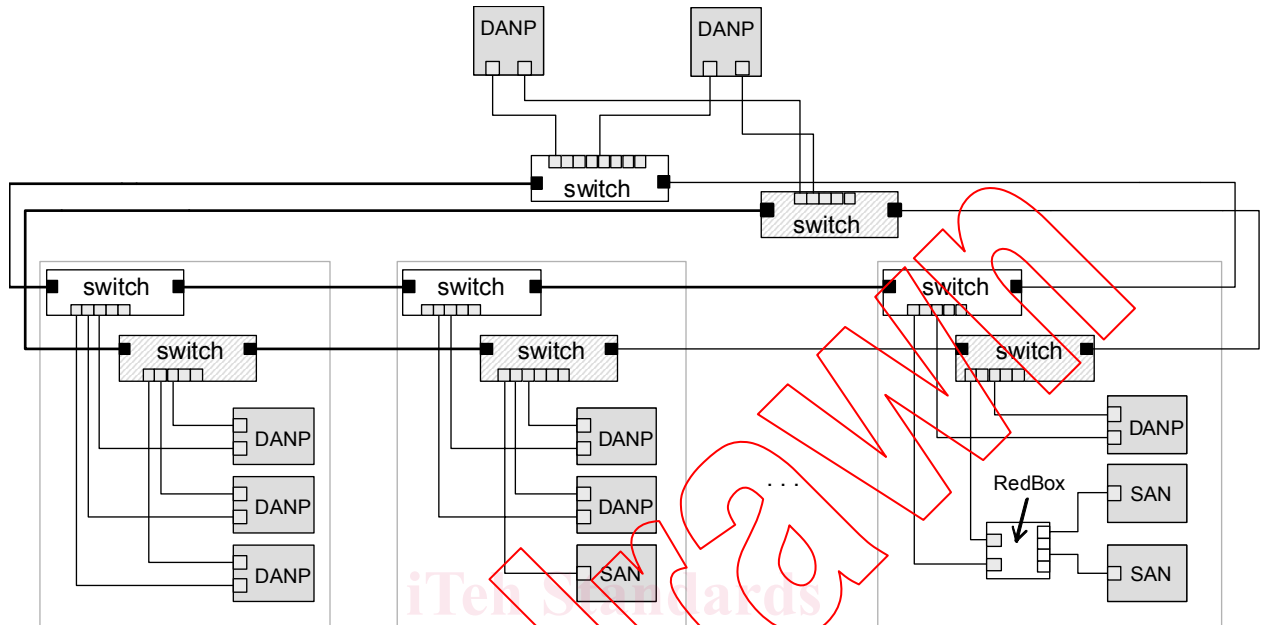 DANP
DANP
switch
switch
switch
switch
switch
switch
switch
switch
DANP
DANP
DANP
DANP
DANP
SAN
. . .
DANP
RedBox
SAN
SAN
iTeh Standards